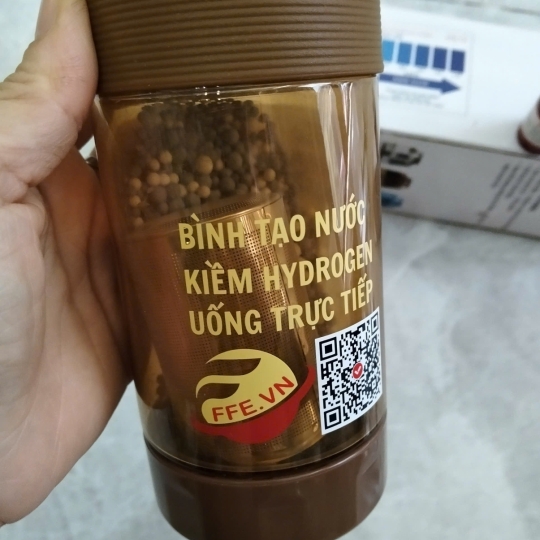 BÌNH TẠO NƯỚC
KIỀM HYDROGEN
UỐNG TRỰC TIẾP
FFE.VN